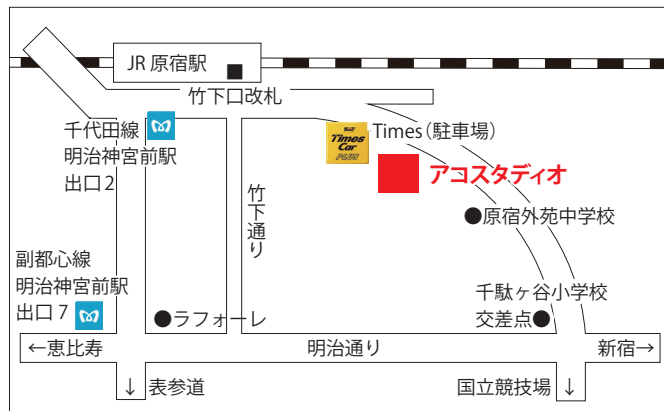 JR 原宿駅
竹下口改札
千代田線
明治神宮前駅
出口2
Times Car PLUS
Times（駐車場）
アコスタディオ
竹下通り
原宿外苑中学校
副都心線
明治神宮前駅
出口7
ラフォーレ
千駄ヶ谷小学校
交差点
←恵比寿
明治通り
新宿→
↓ 表参道
国立競技場 ↓